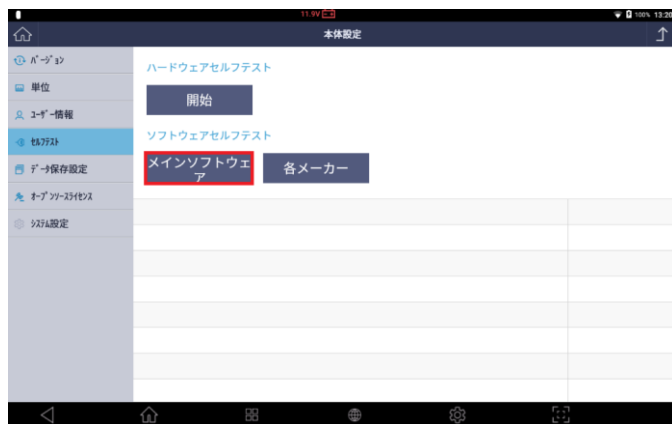 11.9V
100% 13:20
本体設定
バージョン
単位
ユーザー情報
セルフテスト
データ保存設定
オープンソースライセンス
システム設定
ハードウェアセルフテスト
開始
ソフトウェアセルフテスト
メインソフトウェ
ア
各メーカー